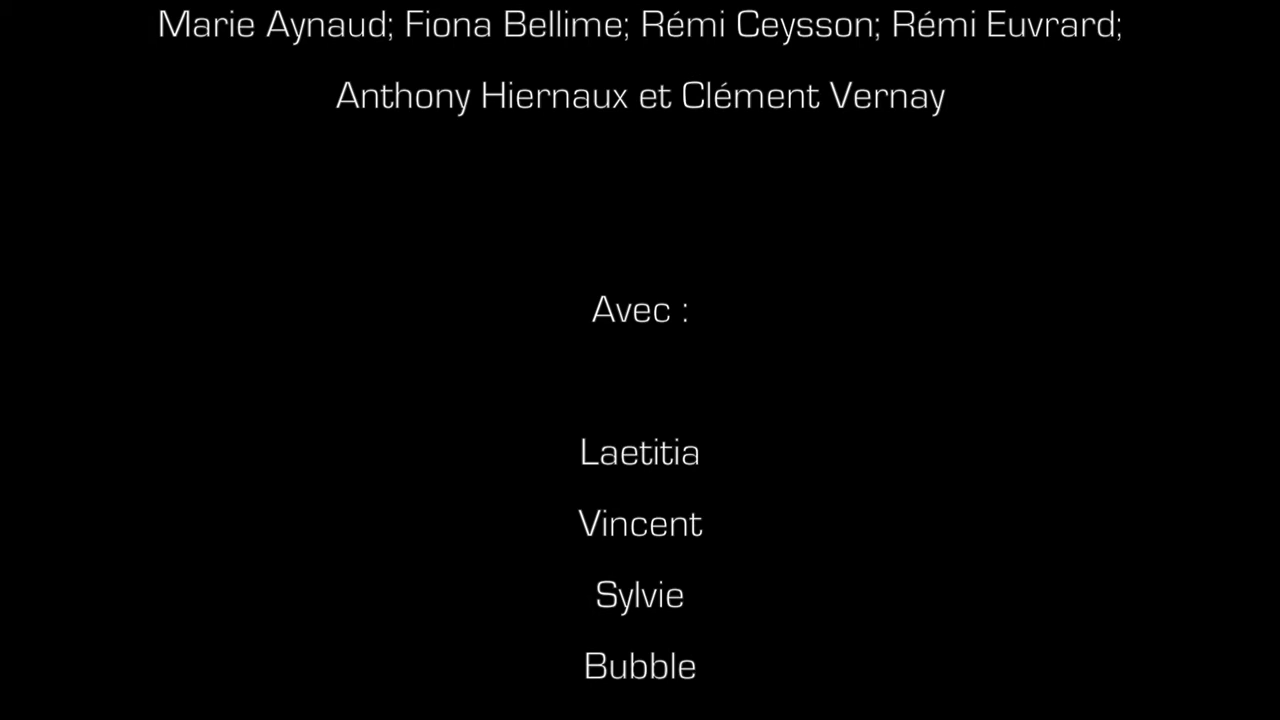 Marie Aynaud; Fiona Bellime; Rémi Ceysson; Rémi Euvrard;
Anthony Hiernaux et Clément Vernay
Avec :
Laetitia
Vincent
Sylvie
Bubble